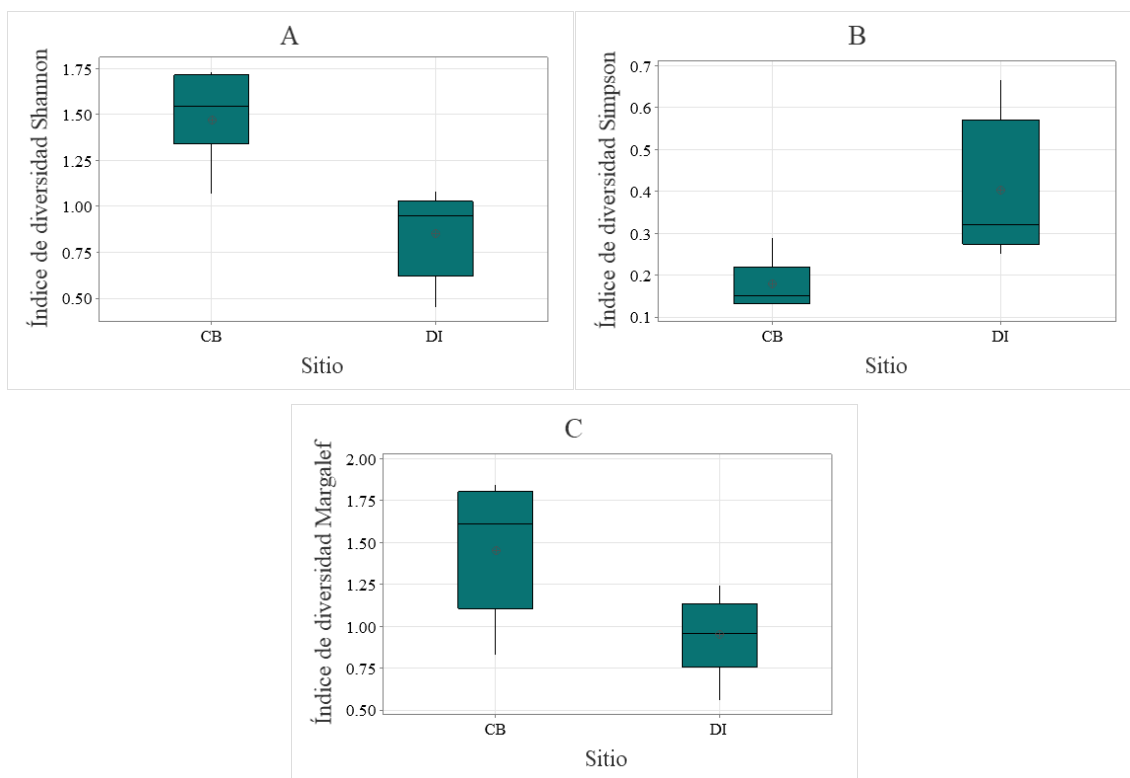 A
Índice de diversidad Shannon
1.75
1.50
1.25
1.00
0.75
0.50
CB
DI
Sitio
B
Índice de diversidad Simpson
0.7
0.6
0.5
0.4
0.3
0.2
0.1
CB
DI
Sitio
C
Índice de diversidad Margalef
2.00
1.75
1.50
1.25
1.00
0.75
0.50
CB
DI
Sitio